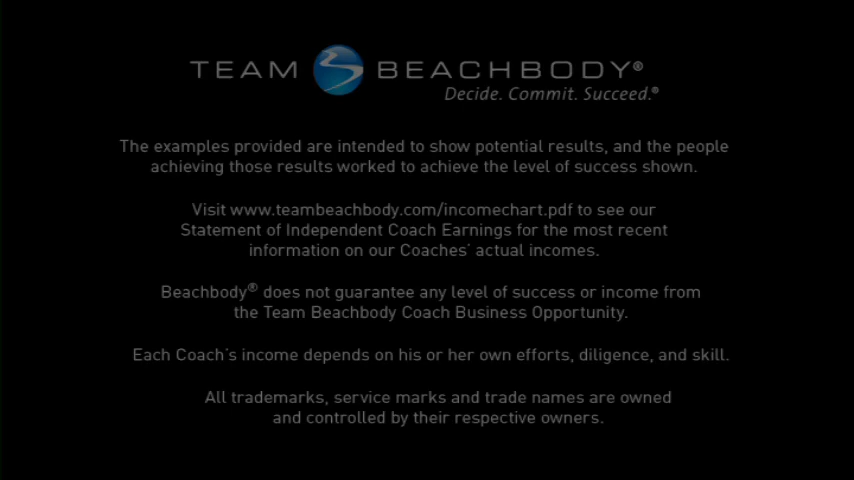 TEAM BEACHBODY®
Decide. Commit. Succeed.®
The examples provided are intended to show potential results, and the people
achieving those results worked to achieve the level of success shown.
Visit www.teambeachbody.com/incomechart.pdf to see our
Statement of Independent Coach Earnings for the most recent
information on our Coaches' actual incomes.
Beachbody® does not guarantee any level of success or income from
the Team Beachbody Coach Business Opportunity.
Each Coach's income depends on his or her own efforts, diligence, and skill.
All trademarks, service marks and trade names are owned
and controlled by their respective owners.